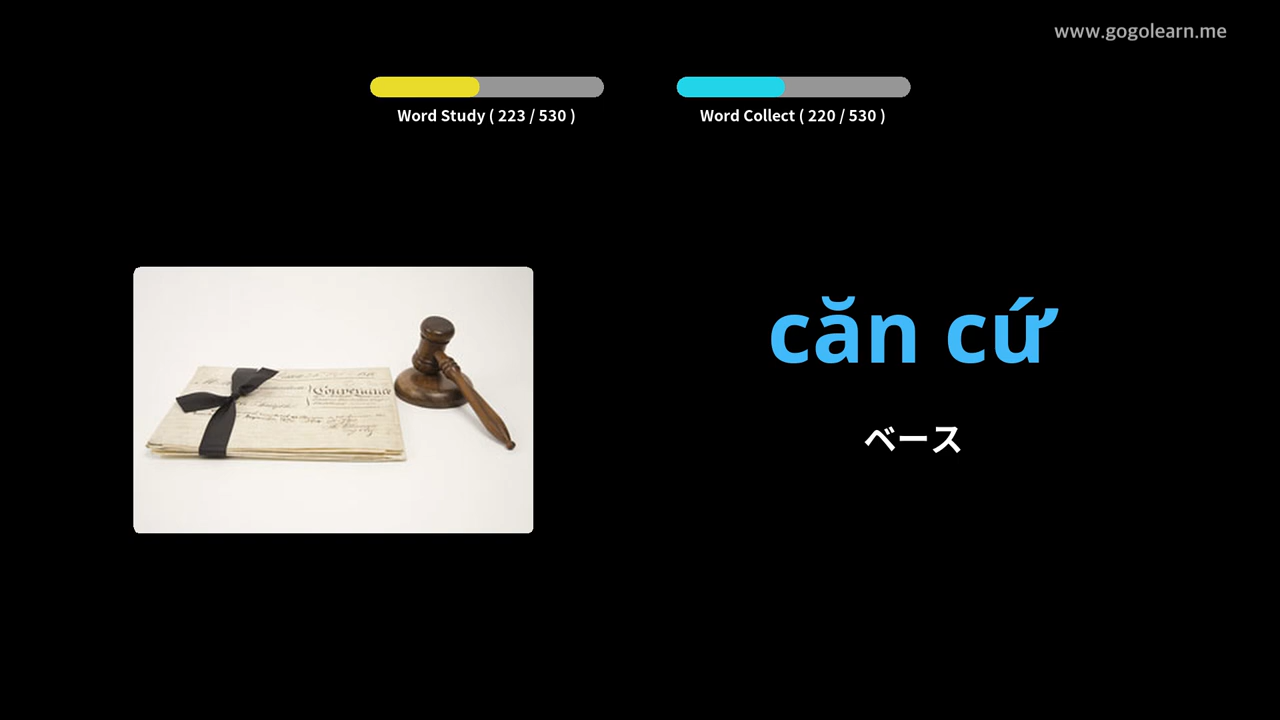 www.gogolearn.me
Word Study ( 223 / 530 )
Word Collect ( 220 / 530 )
căn cứ
ベース